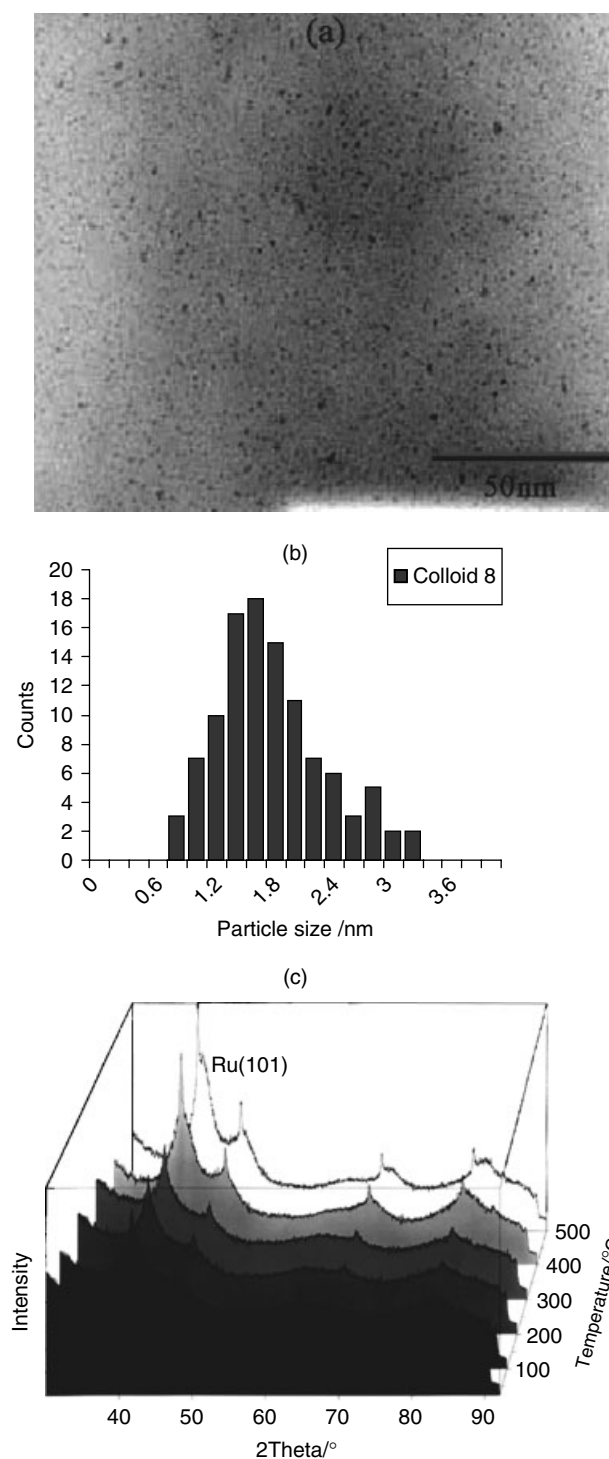 (a)
50nm
(b)
Colloid 8
20
18
16
14
12
10
8
6
4
2
0
Counts
0 0.6 1.2 1.8 2.4 3 3.6
Particle size /nm
(c)
Ru(101)
Intensity
500
400
300
200
100
Temperature/°C
40 50 60 70 80 90
2Theta/°